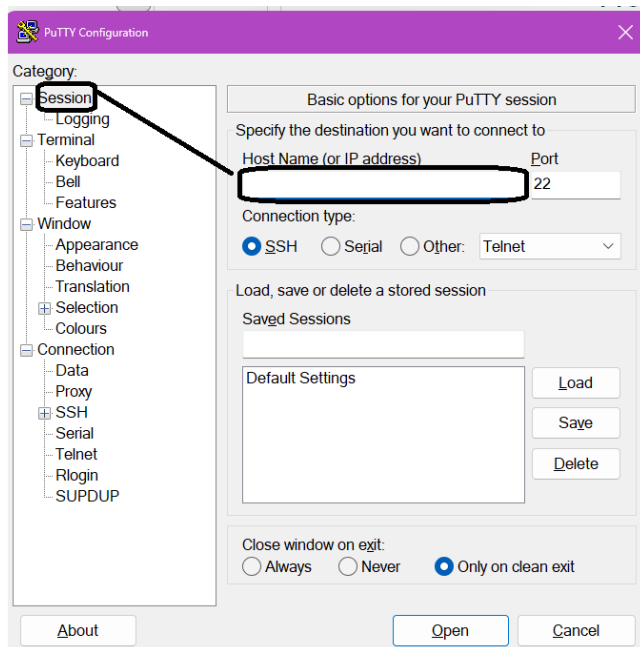 PuTTY Configuration
Category:
Session
Logging
Terminal
Keyboard
Bell
Features
Window
Appearance
Behaviour
Translation
Selection
Colours
Connection
Data
Proxy
SSH
Serial
Telnet
Rlogin
SUPDUP
Basic options for your PuTTY session
Specify the destination you want to connect to
Host Name (or IP address) Port
22
Connection type:
SSH Serial Other: Telnet
Load, save or delete a stored session
Saved Sessions
Default Settings
Load
Save
Delete
Close window on exit:
Always Never Only on clean exit
About Open Cancel